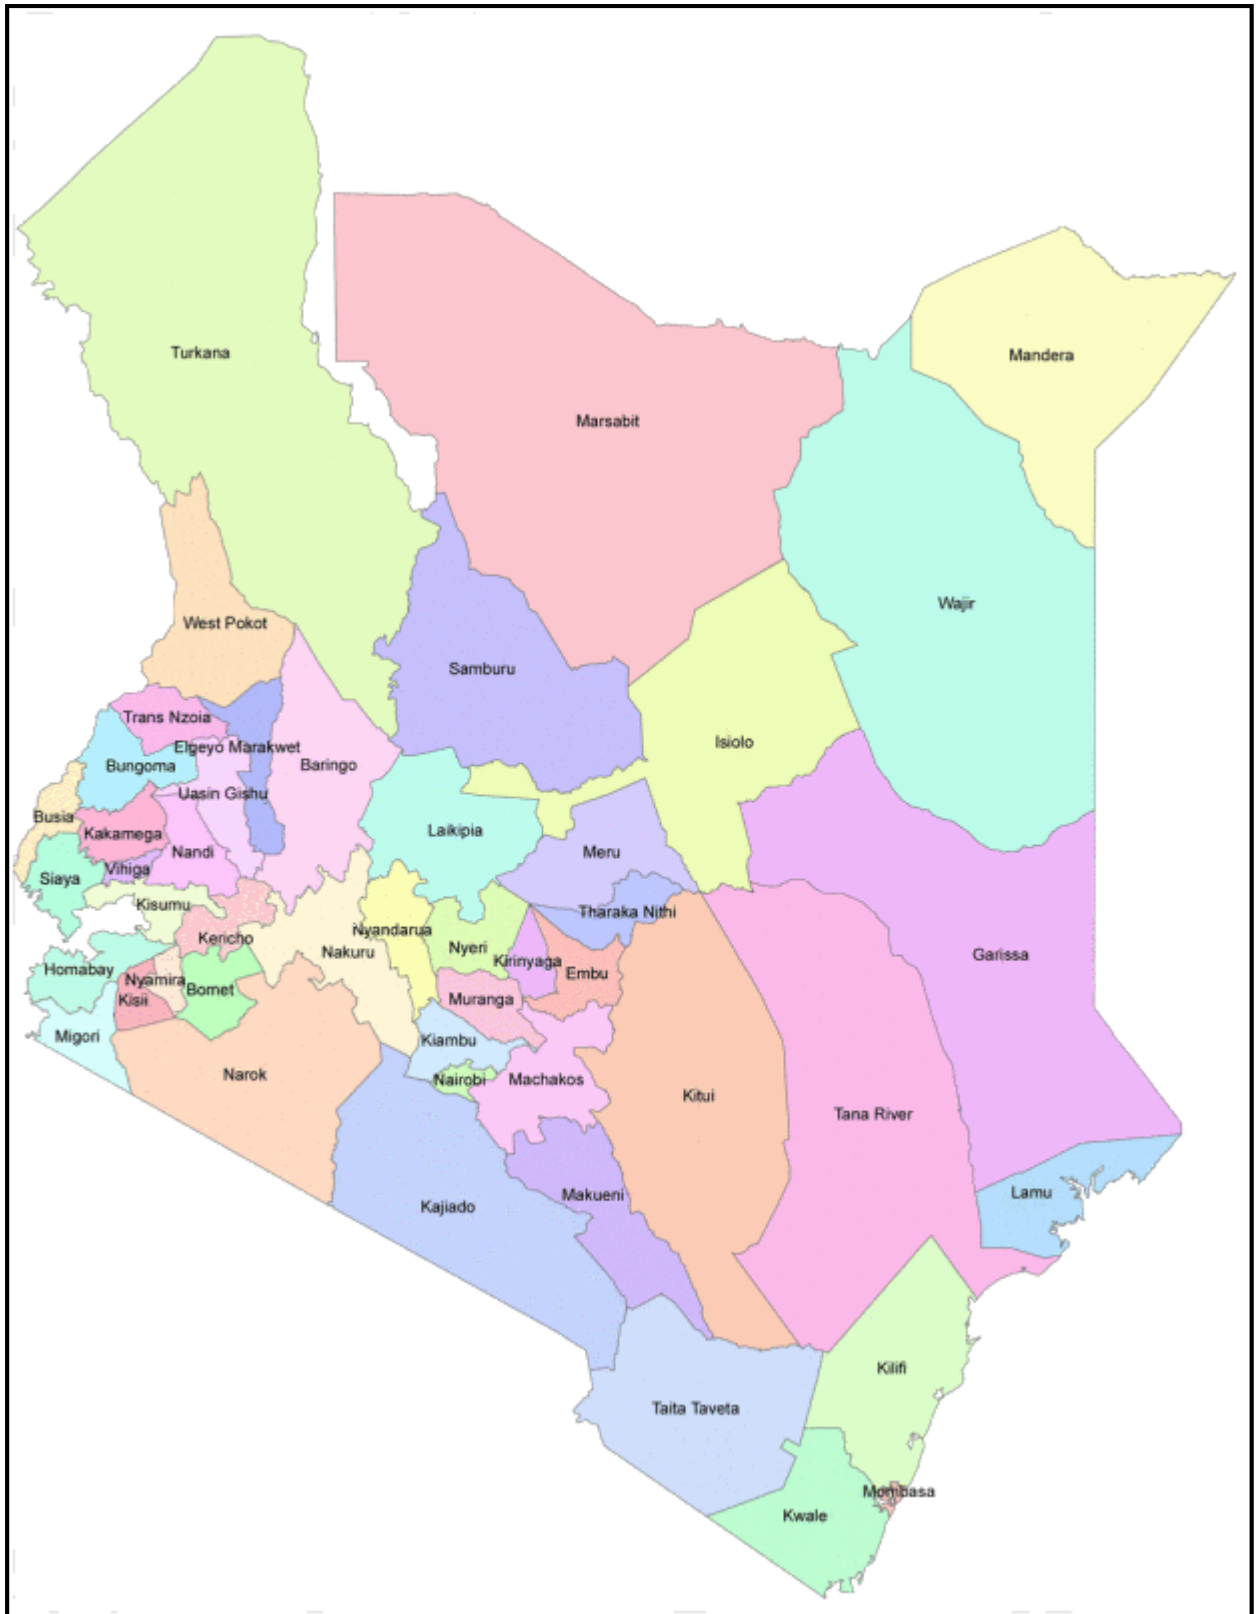 Turkana
Mandera
Marsabit
Wajir
West Pokot
Samburu
Trans Nzoia
Isiolo
Elgeyo Marakwet
Bungoma
Baringo
Uasin Gishu
Busia
Kakamega
Laikipia
Nandi
Meru
Vihiga
Siaya
Kisumu
Tharaka Nithi
Nyandarua
Kericho
Nyeri
Nakuru
Garissa
Kirinyaga
Homabay
Embu
Nyamira
Bomet
Kisii
Muranga
Migori
Kiambu
Narok
Nairobi
Machakos
Kitui
Tana River
Lamu
Makueni
Kajiado
Kilifi
Taita Taveta
Mombasa
Kwale